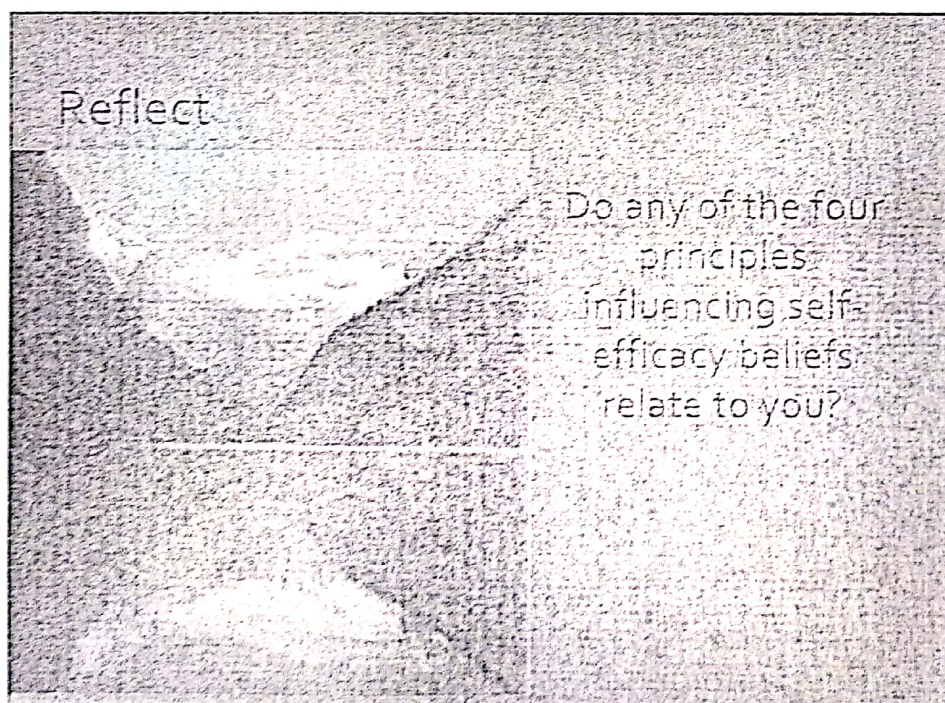 Reflect
Do any of the four
principles
influencing self-
efficacy beliefs
relate to you?